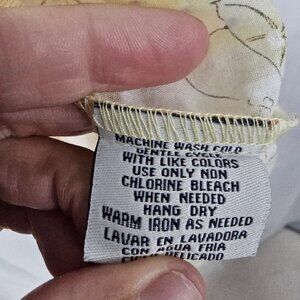 MACHINE WASH COLD
GENTLE CYCLE
WITH LIKE COLORS
USE ONLY NON
CHLORINE BLEACH
WHEN NEEDED
HANG DRY
WARM IRON AS NEEDED
LAVAR EN LAVADORA
CON AGUA FRIA
DELICADO